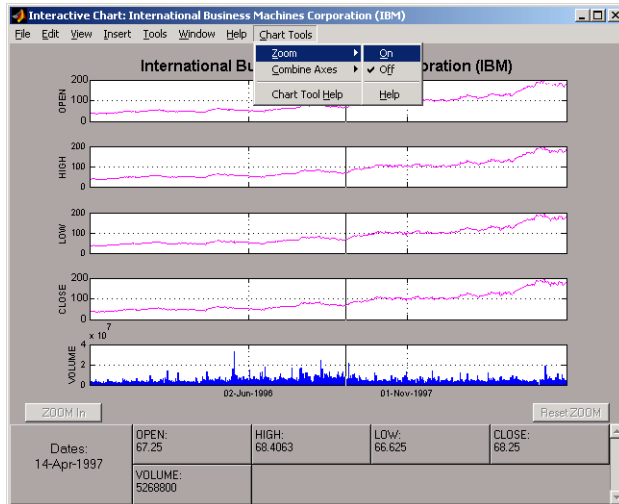 Interactive Chart: International Business Machines Corporation (IBM)
File Edit View Insert Tools Window Help Chart Tools
Zoom
Combine Axes
Chart Tool Help
On
Off
Help
International Bu oration (IBM)
OPEN
200
100
0
HIGH
200
100
0
LOW
200
100
0
CLOSE
200
100
0
x 10^7
VOLUME
4
2
0
02-Jun-1996 01-Nov-1997
ZOOM In Reset ZOOM
Dates:
14-Apr-1997
OPEN:
67.25
HIGH:
68.4063
LOW:
66.625
CLOSE:
68.25
VOLUME:
5268800